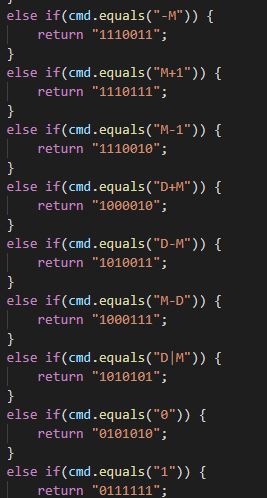 }
else if(cmd.equals("-M")) {
return "1110011";
}
else if(cmd.equals("M+1")) {
return "1110111";
}
else if(cmd.equals("M-1")) {
return "1110010";
}
else if(cmd.equals("D+M")) {
return "1000010";
}
else if(cmd.equals("D-M")) {
return "1010011";
}
else if(cmd.equals("M-D")) {
return "1000111";
}
else if(cmd.equals("D|M")) {
return "1010101";
}
else if(cmd.equals("0")) {
return "0101010";
}
else if(cmd.equals("1")) {
return "0111111";